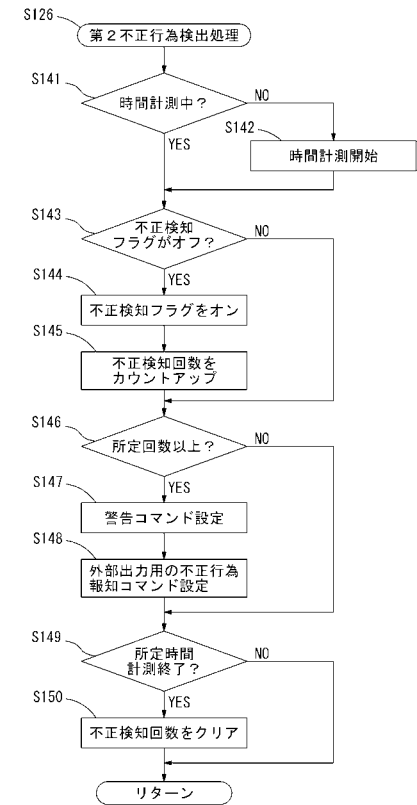 S126
第2不正行為検出処理
S141
時間計測中?
NO
YES
S142
時間計測開始
S143
不正検知
フラグがオフ?
NO
YES
S144
不正検知フラグをオン
S145
不正検知回数を
カウントアップ
S146
所定回数以上?
NO
YES
S147
警告コマンド設定
S148
外部出力用の不正行為
報知コマンド設定
S149
所定時間
計測終了?
NO
YES
S150
不正検知回数をクリア
リターン